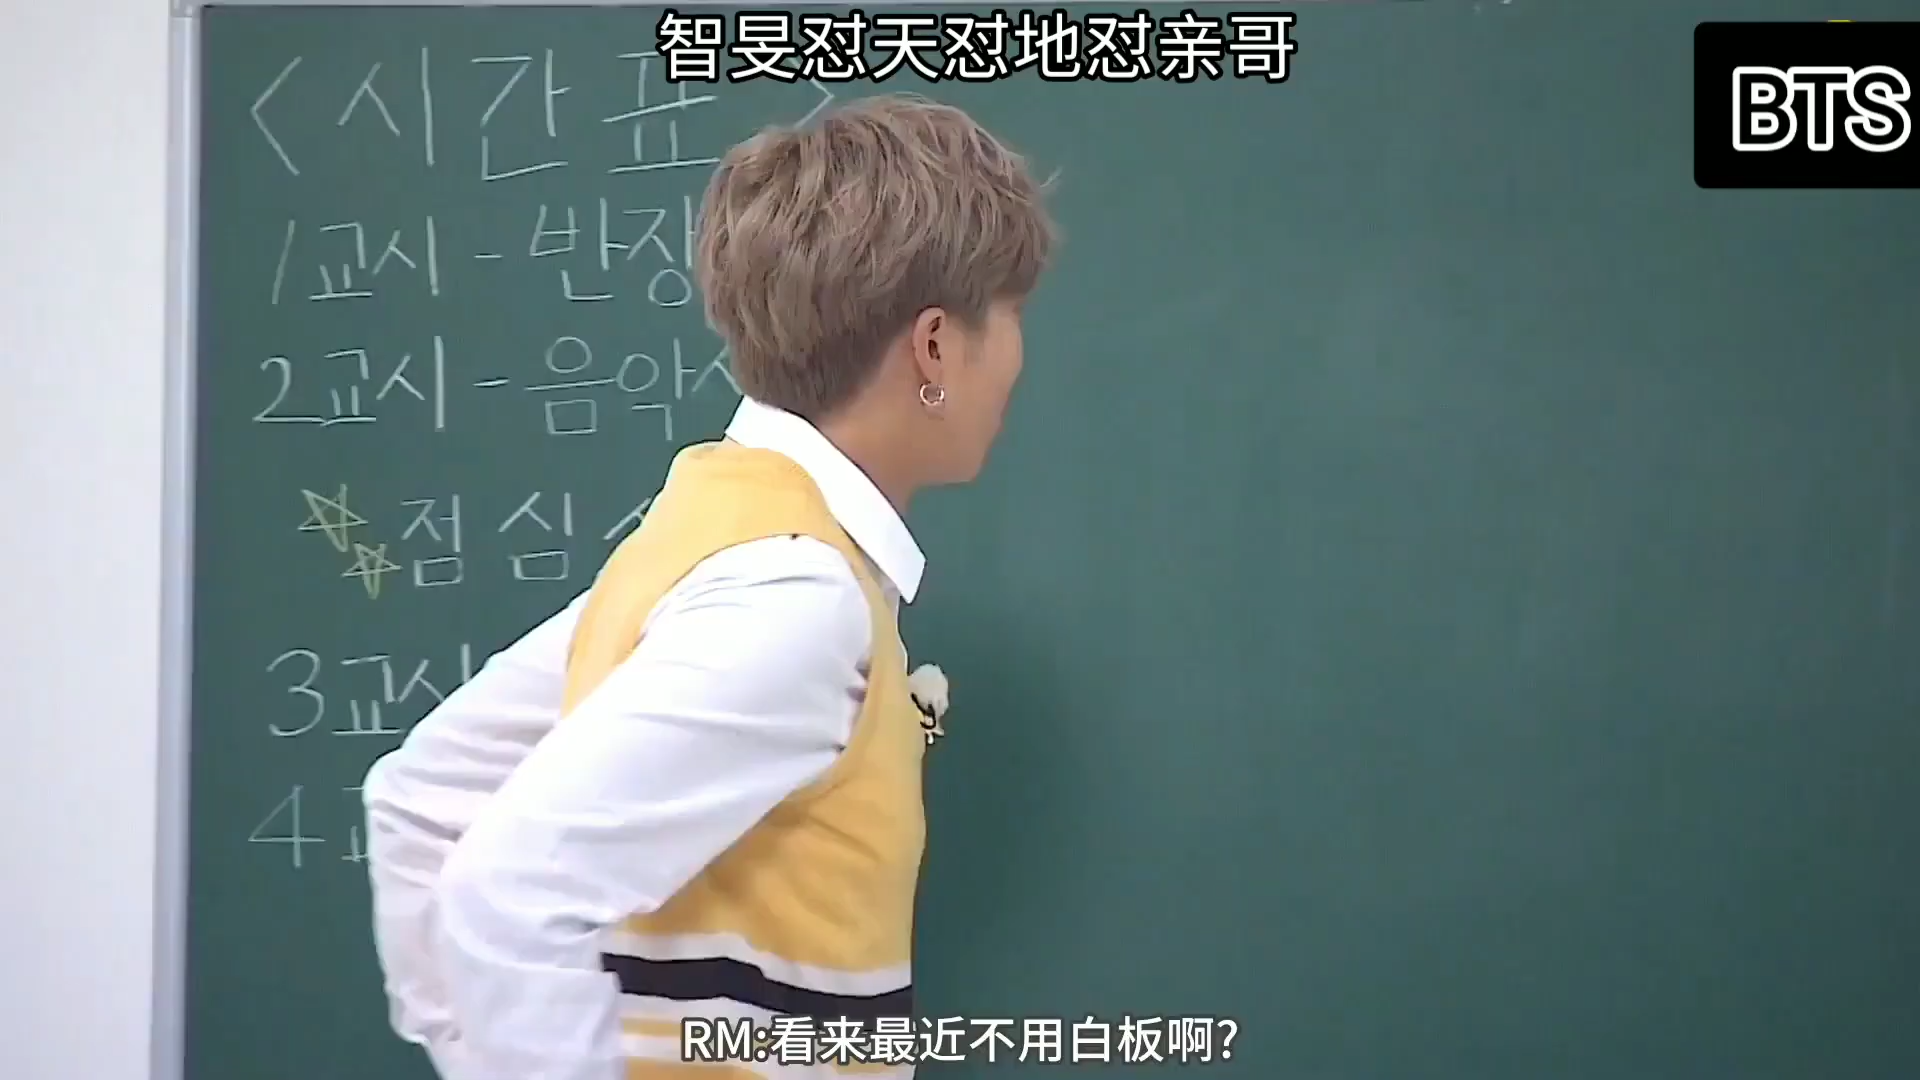 智旻怼天怼地怼亲哥
BTS
<시간표>
1교시 - 반장
2교시 - 음악
점심
3교시
4교
RM:看来最近不用白板啊?